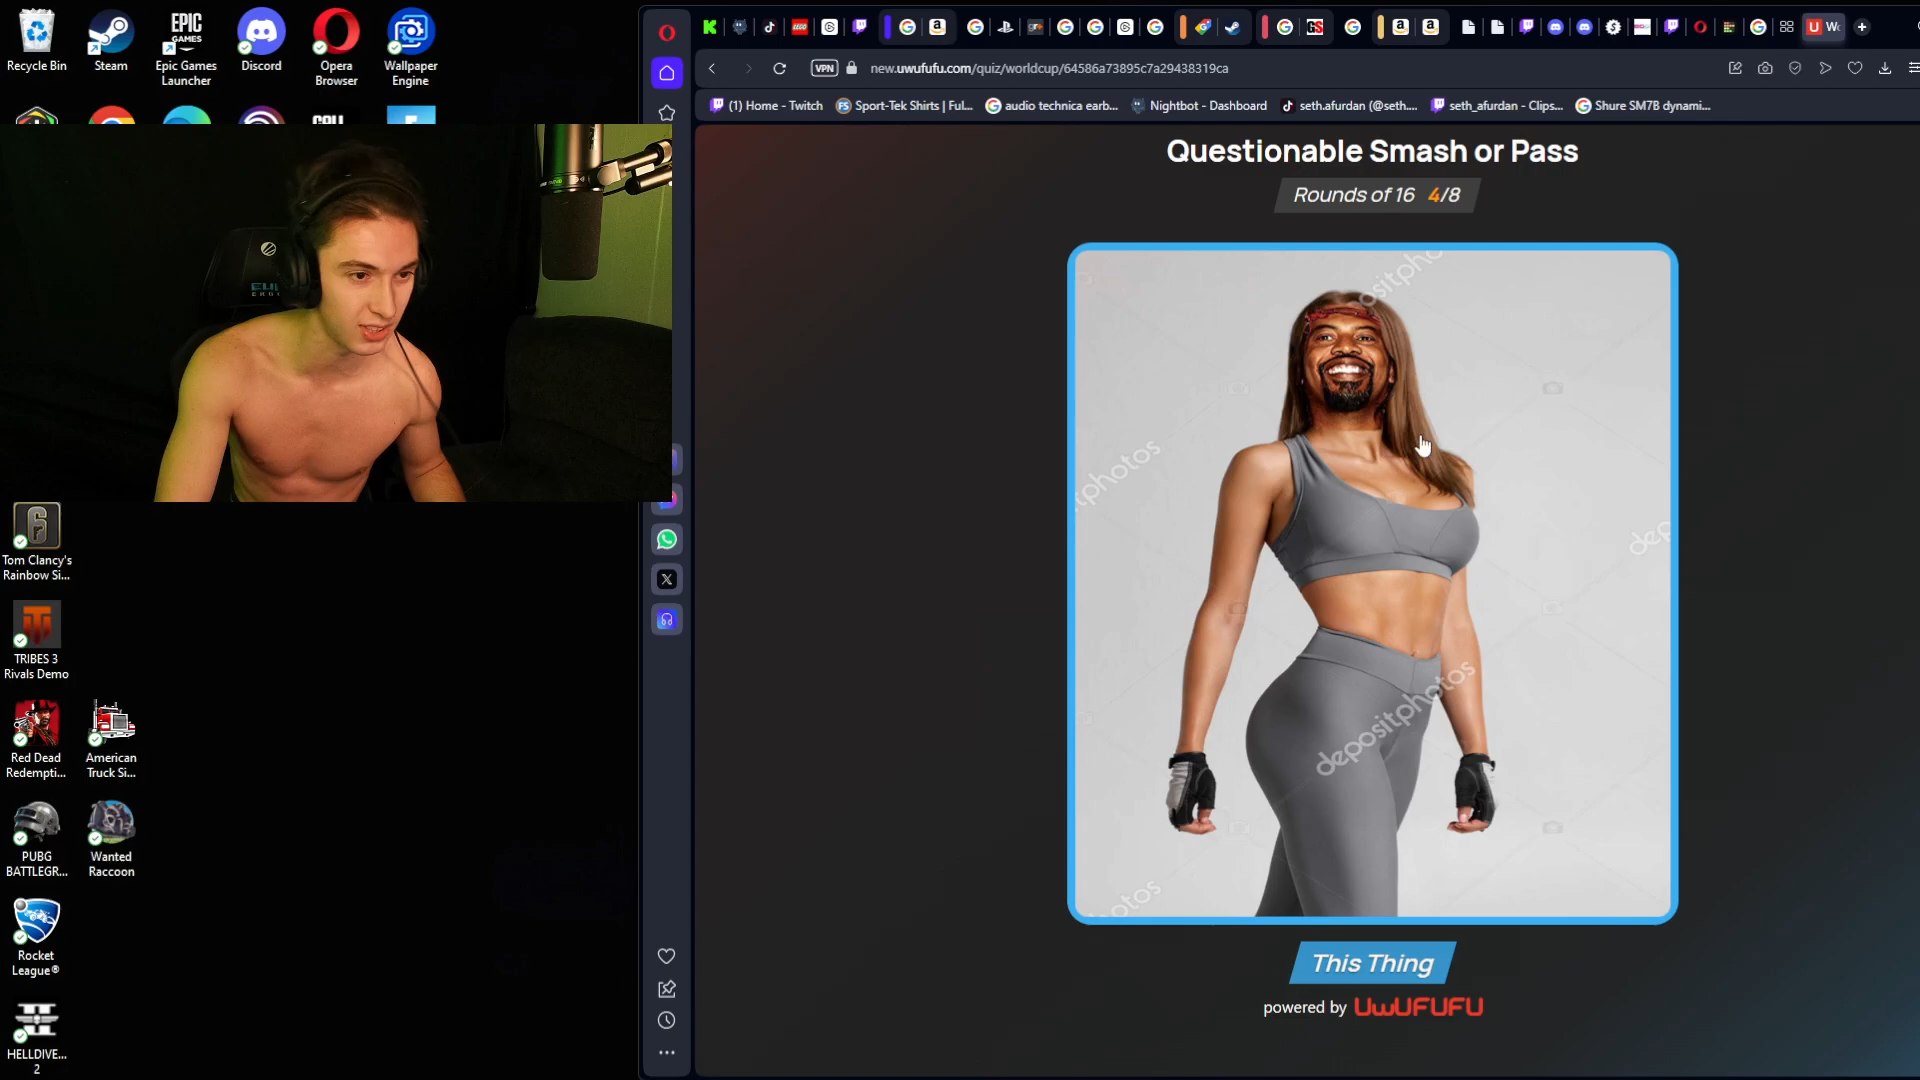 Recycle Bin
Steam
Epic Games Launcher
EPIC GAMES
Discord
Opera Browser
Wallpaper Engine
new.uwufufu.com/quiz/worldcup/64586a73895c7a29438319ca
VPN
(1) Home - Twitch
Sport-Tek Shirts | Ful...
audio technica earb...
Nightbot - Dashboard
seth.afurdan (@seth....
seth_afurdan - Clips...
Shure SM7B dynami...
Questionable Smash or Pass
Rounds of 16 4/8
depositphotos
This Thing
powered by UwUFUFU
Tom Clancy's Rainbow Si...
TRIBES 3 Rivals Demo
Red Dead Redempti...
American Truck Si...
PUBG BATTLEGR...
Wanted Raccoon
Rocket League®
HELLDIVE... 2